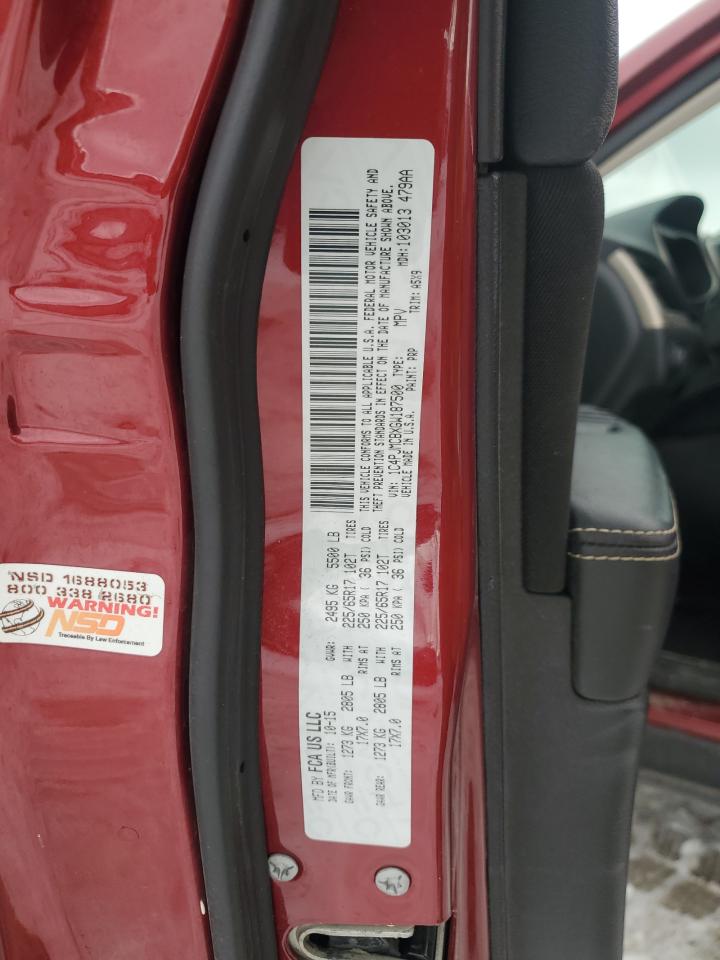 MFD BY FCA US LLC
DATE OF MFR(BUILT): 10-15 GVWR: 2495 KG 5500 LB
GAWR FRONT: 1273 KG 2805 LB WITH 225/65R17 102T TIRES
17X7.0 RIMS AT 250 KPA ( 36 PSI) COLD
GAWR REAR: 1273 KG 2805 LB WITH 225/65R17 102T TIRES
17X7.0 RIMS AT 250 KPA ( 36 PSI) COLD
THIS VEHICLE CONFORMS TO ALL APPLICABLE U.S.A. FEDERAL MOTOR VEHICLE SAFETY AND
THEFT PREVENTION STANDARDS IN EFFECT ON THE DATE OF MANUFACTURE SHOWN ABOVE.
VIN: 1C4PJMCBXGW187500 TYPE: MPV MDH: 103013 479AA
VEHICLE MADE IN U.S.A. PAINT: PRP TRIM: A5X9
NSD 1688053
800 338 2680
WARNING!
NSD
Traceable By Law Enforcement